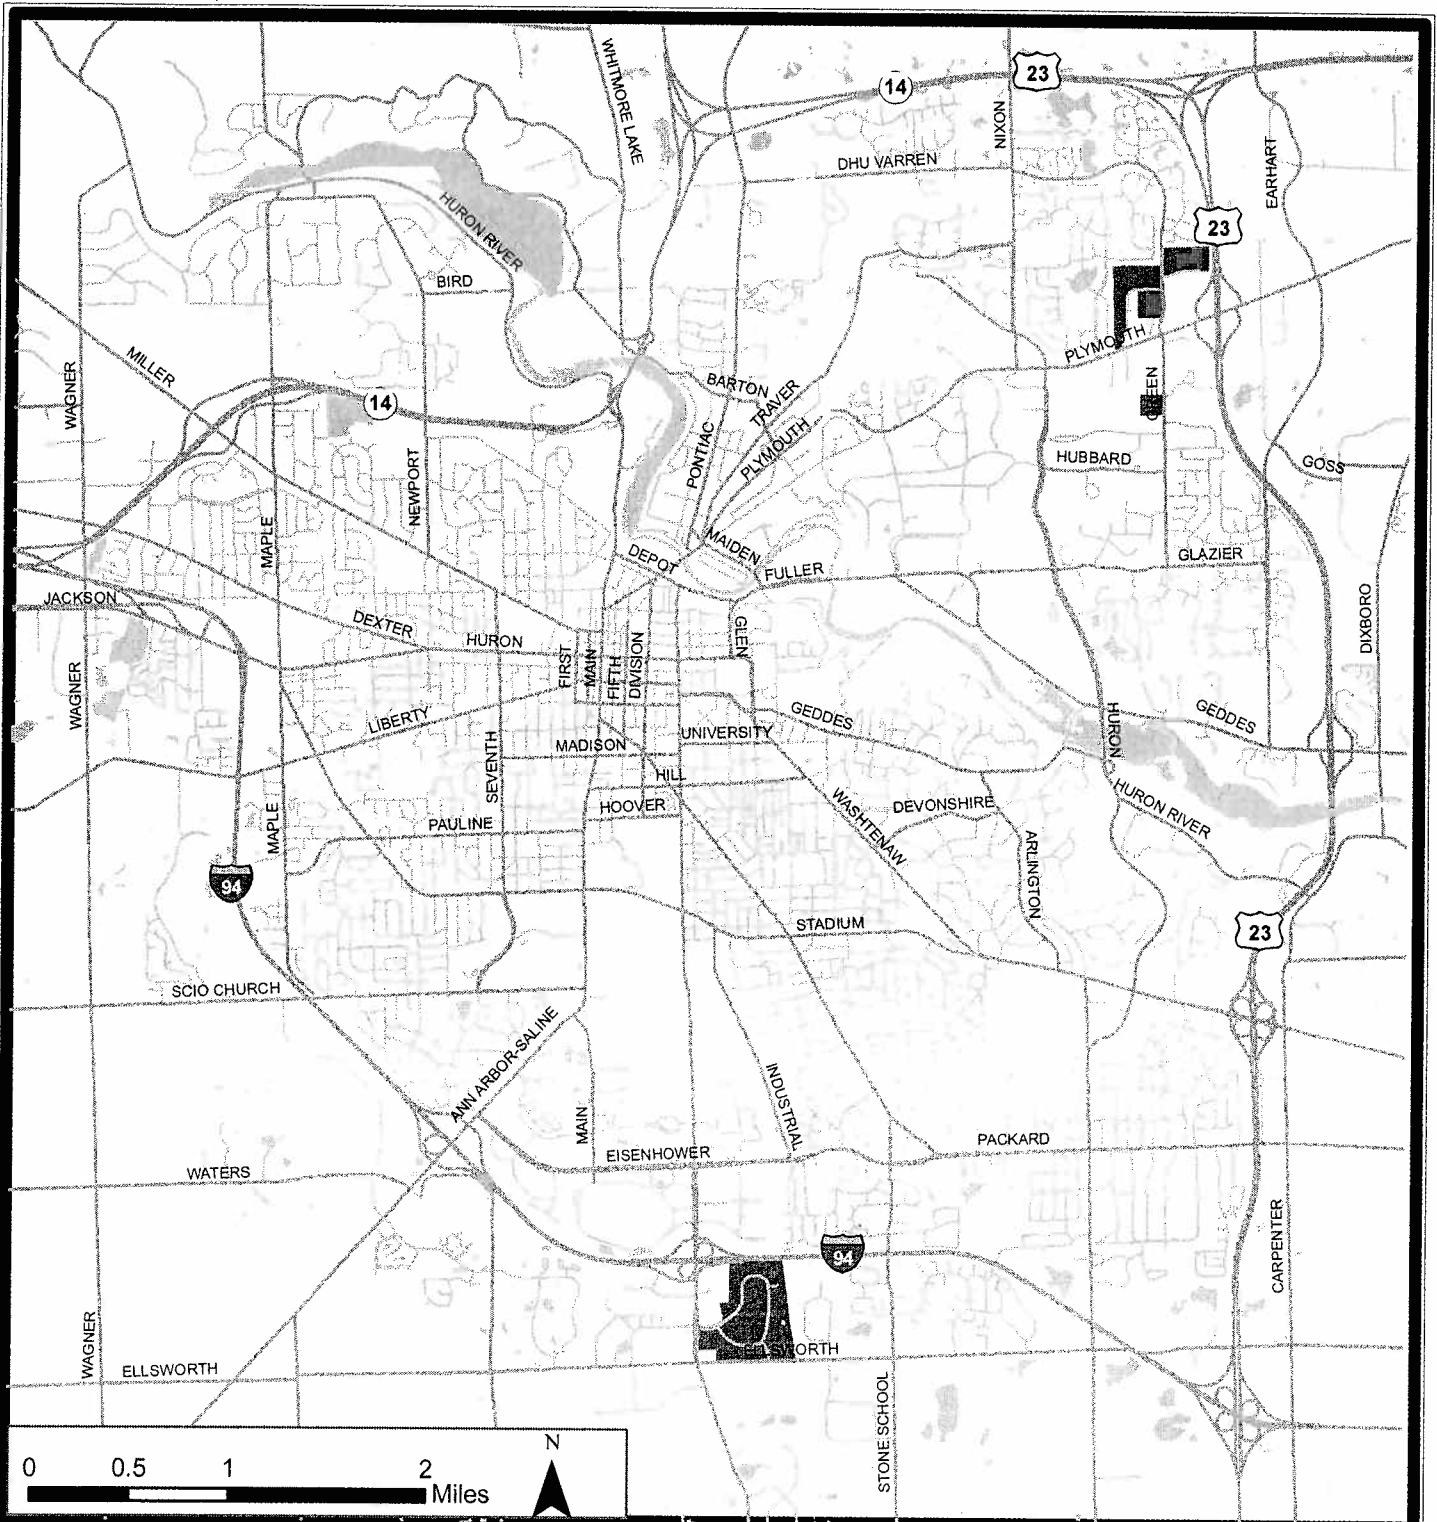 WHITMORE LAKE
14
23
NIXON
DHU VARREN
EARHART
HURON RIVER
23
BIRD
PLYMOUTH
MILLER
WAGNER
14
BARTON
TRAVER
PLYMOUTH
PONTIAC
GREEN
HUBBARD
GOSS
NEWPORT
MAPLE
MAIDEN
DEPOT
FULLER
GLAZIER
JACKSON
DEXTER
HURON
GLEN
DIXBORO
WAGNER
FIRST
MAIN
FIFTH
DIVISION
LIBERTY
GEDDES
GEDDES
HURON
UNIVERSITY
MADISON
SEVENTH
HILL
HOOVER
WASHTENAW
DEVONSHIRE
HURON RIVER
PAULINE
MAPLE
ARLINGTON
94
STADIUM
23
SCIO CHURCH
ANN ARBOR-SALINE
INDUSTRIAL
MAIN
EISENHOWER
PACKARD
WATERS
94
CARPENTER
WAGNER
ELLSWORTH
ELLSWORTH
STONE SCHOOL
N
0 0.5 1 2
Miles